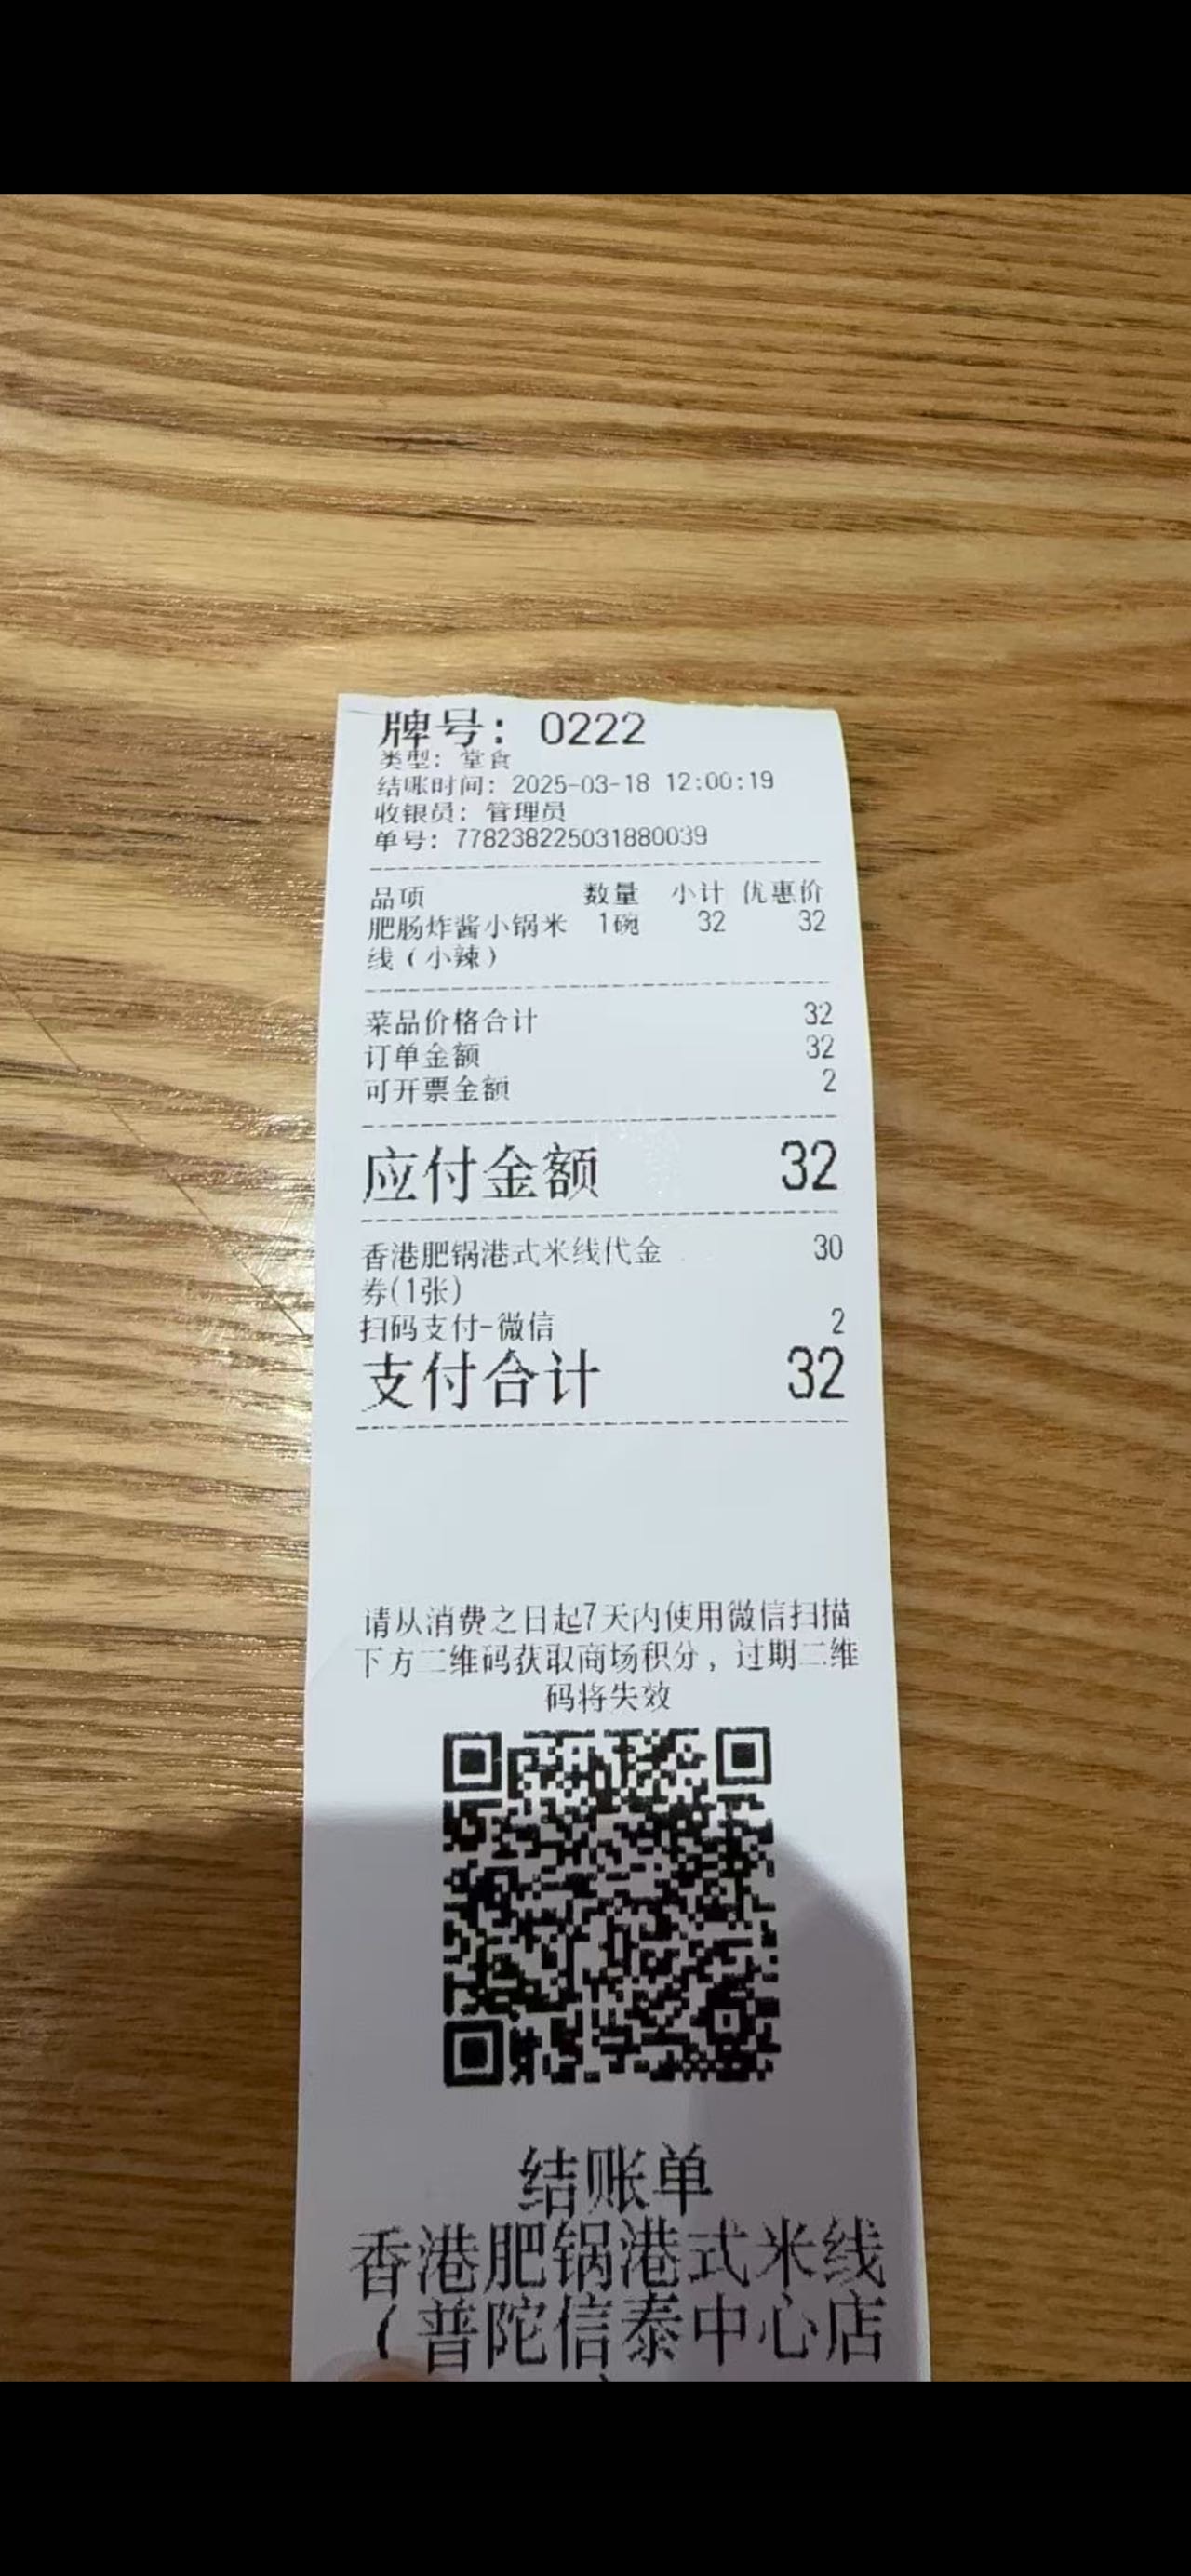 牌号：0222
类型：堂食
结账时间：2025-03-18 12:00:19
收银员：管理员
单号：778238225031880039
品项 数量 小计 优惠价
肥肠炸酱小锅米 1碗 32 32
线（小辣）
菜品价格合计 32
订单金额 32
可开票金额 2
应付金额 32
香港肥锅港式米线代金 30
券(1张)
扫码支付-微信 2
支付合计 32
请从消费之日起7天内使用微信扫描
下方二维码获取商场积分，过期二维
码将失效
结账单
香港肥锅港式米线
（普陀信泰中心店